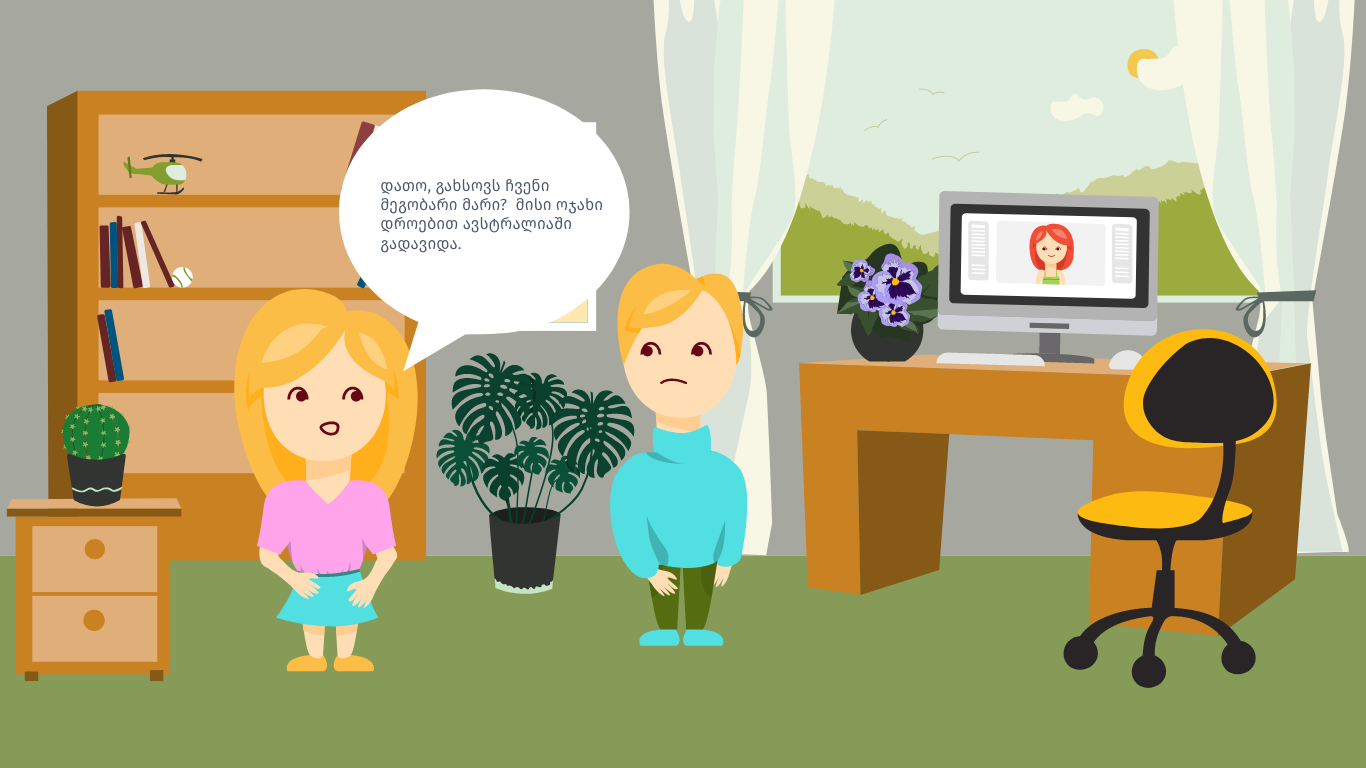 დათო, გახსოვს ჩვენი
მეგობარი მარი?  მისი ოჯახი
დროებით ავსტრალიაში
გადავიდა.